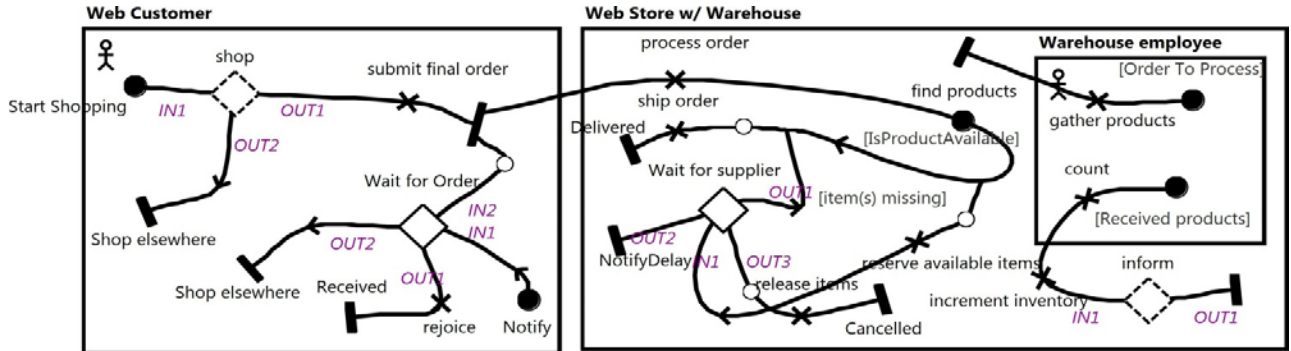 Web Customer
Web Store w/ Warehouse
shop
submit final order
Start Shopping
IN1
OUT1
OUT2
Shop elsewhere
Wait for Order
IN2
IN1
OUT2
OUT1
Shop elsewhere
Received
rejoice
Notify
process order
ship order
Delivered
find products
[IsProductAvailable]
Wait for supplier
OUT1
[item(s) missing]
OUT2
NotifyDelay
IN1
OUT3
reserve available items
release items
Cancelled
Warehouse employee
[Order To Process]
gather products
count
[Received products]
inform
increment inventory
IN1
OUT1